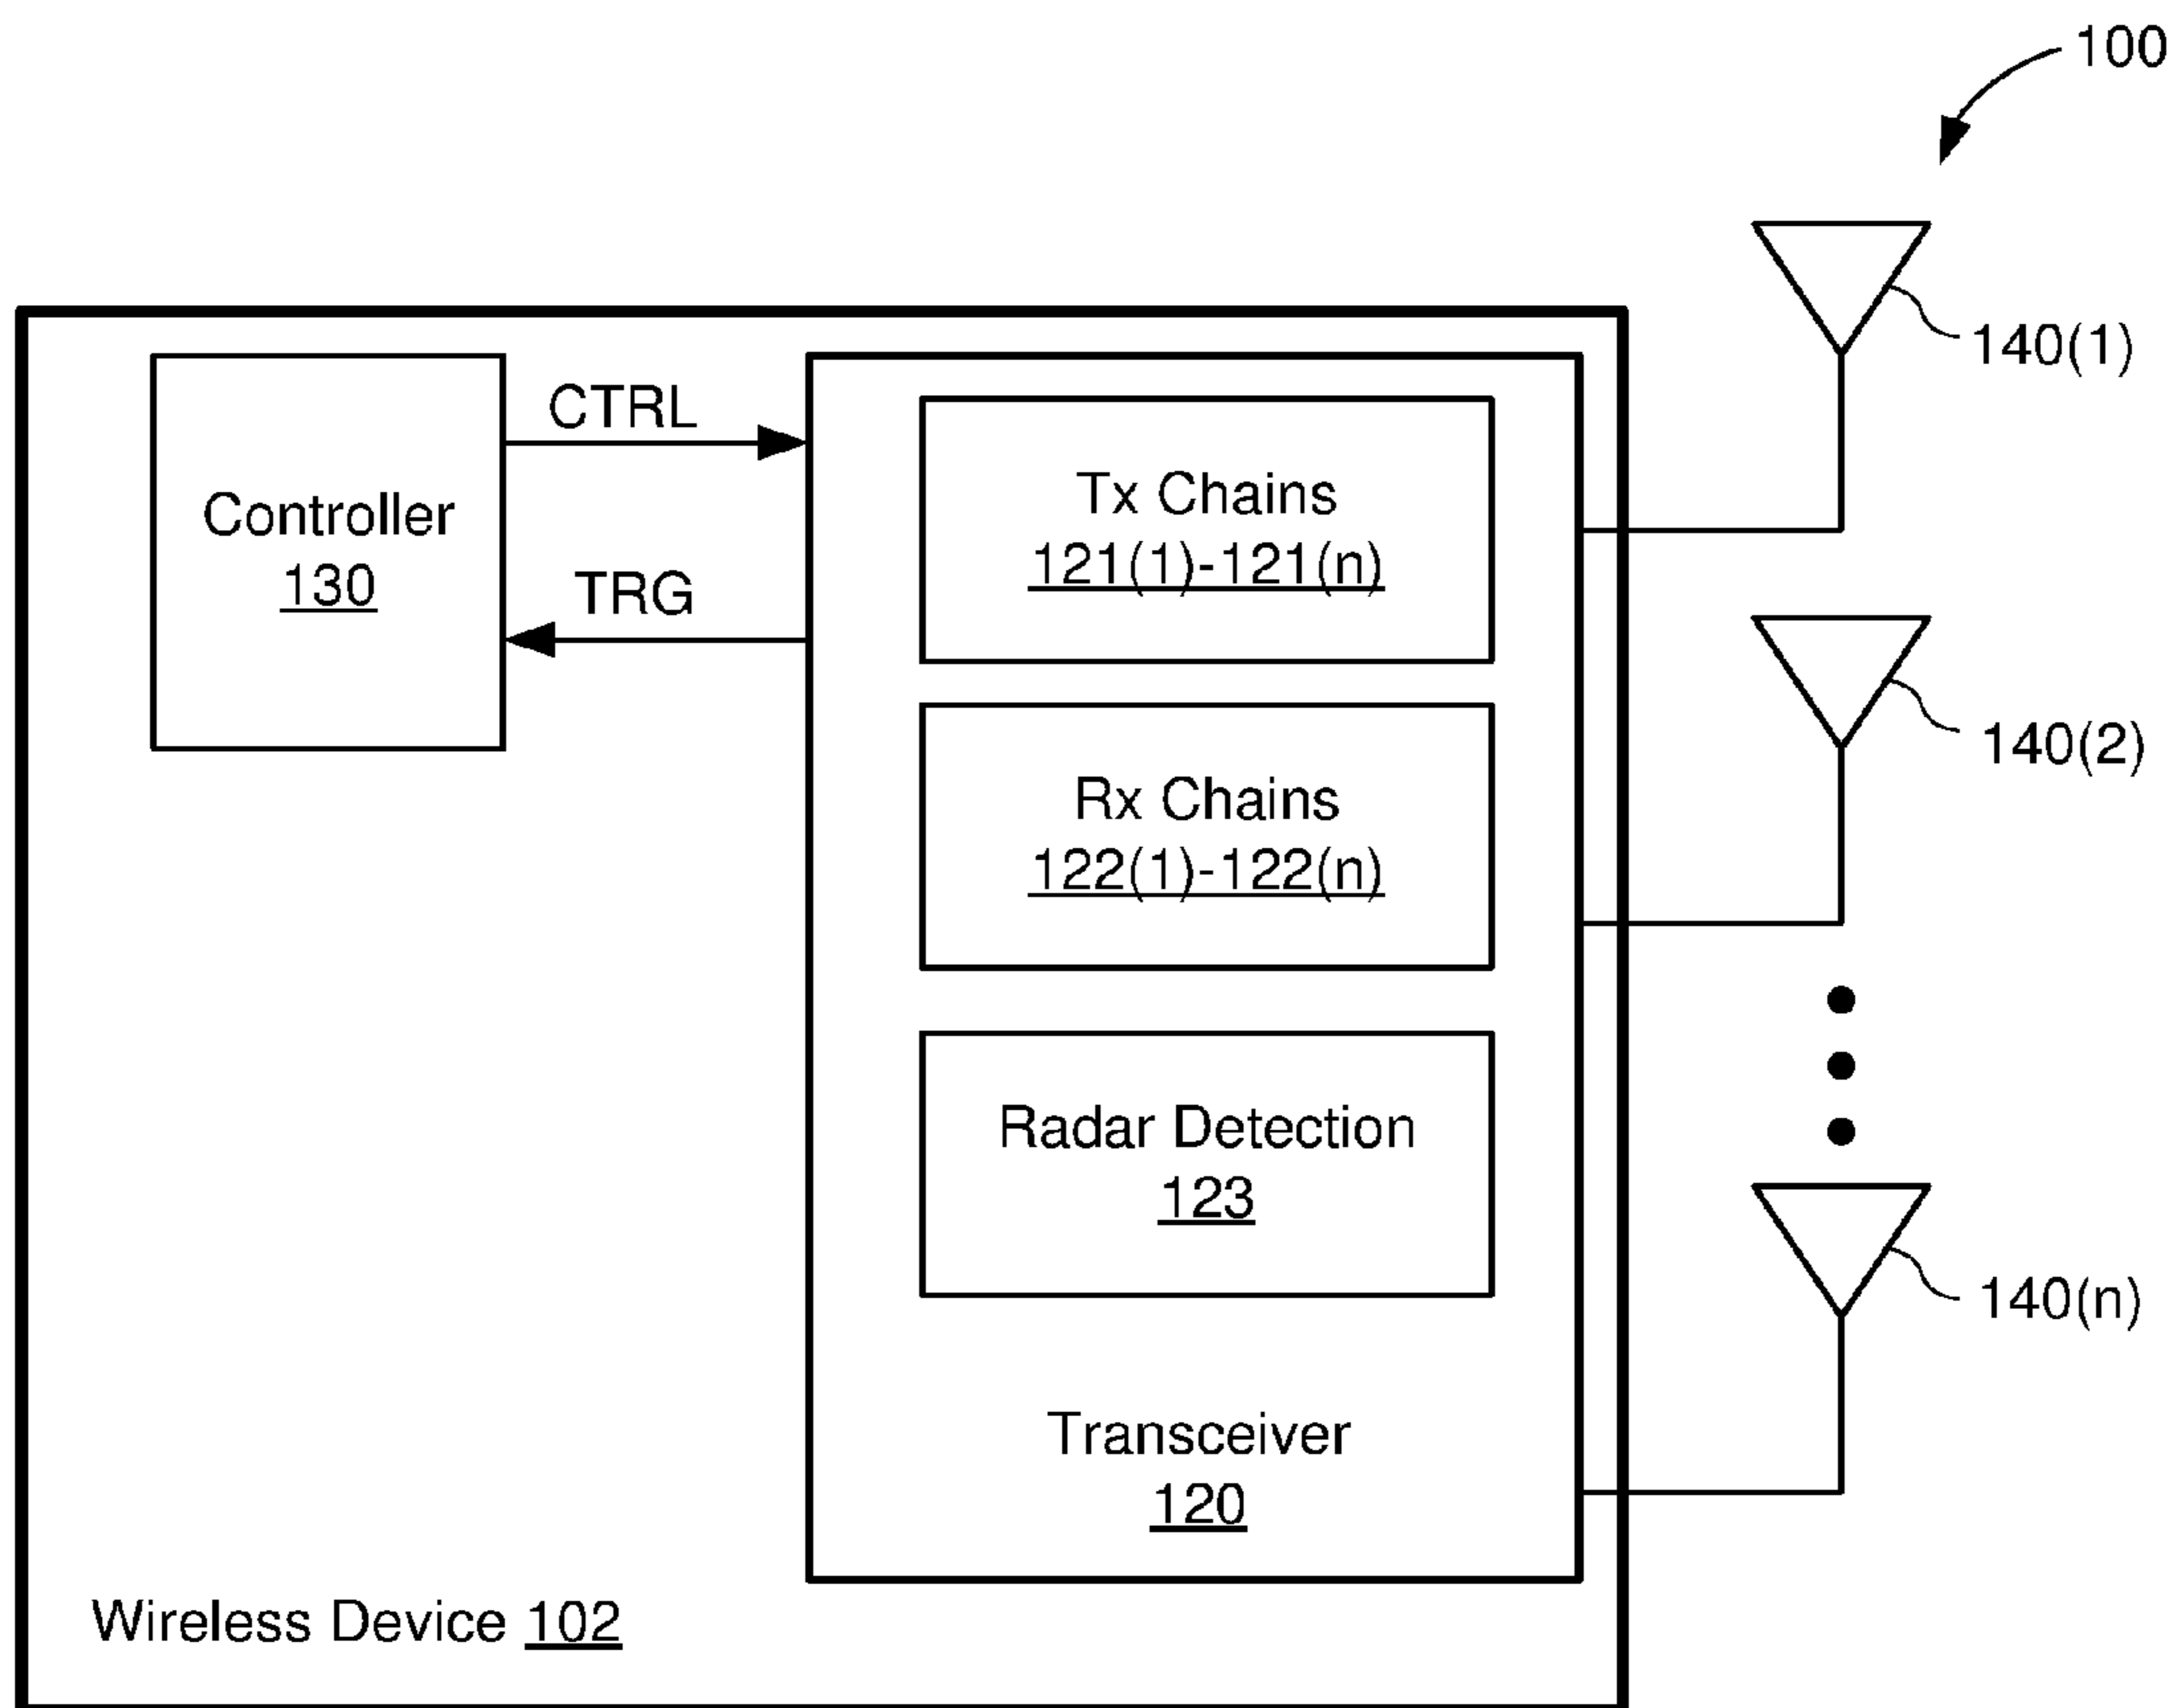 100
140(1)
CTRL
Controller
130
TRG
Tx Chains
121(1)-121(n)
140(2)
Rx Chains
122(1)-122(n)
Radar Detection
123
140(n)
Transceiver
120
Wireless Device 102